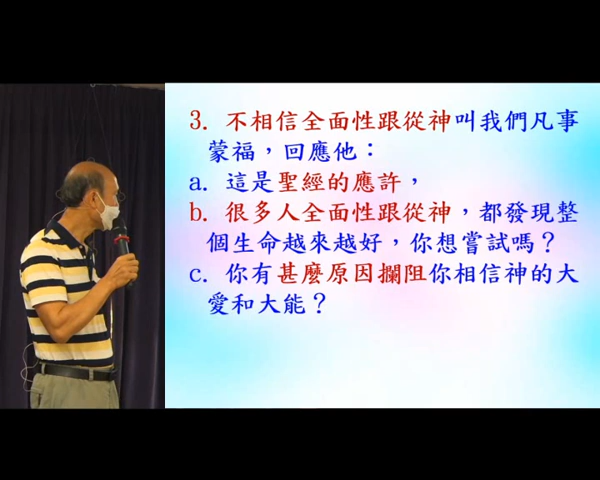 3. 不相信全面性跟從神叫我們凡事
蒙福，回應他：
a. 這是聖經的應許，
b. 很多人全面性跟從神，都發現整
個生命越來越好，你想嘗試嗎？
c. 你有甚麼原因攔阻你相信神的大
愛和大能？